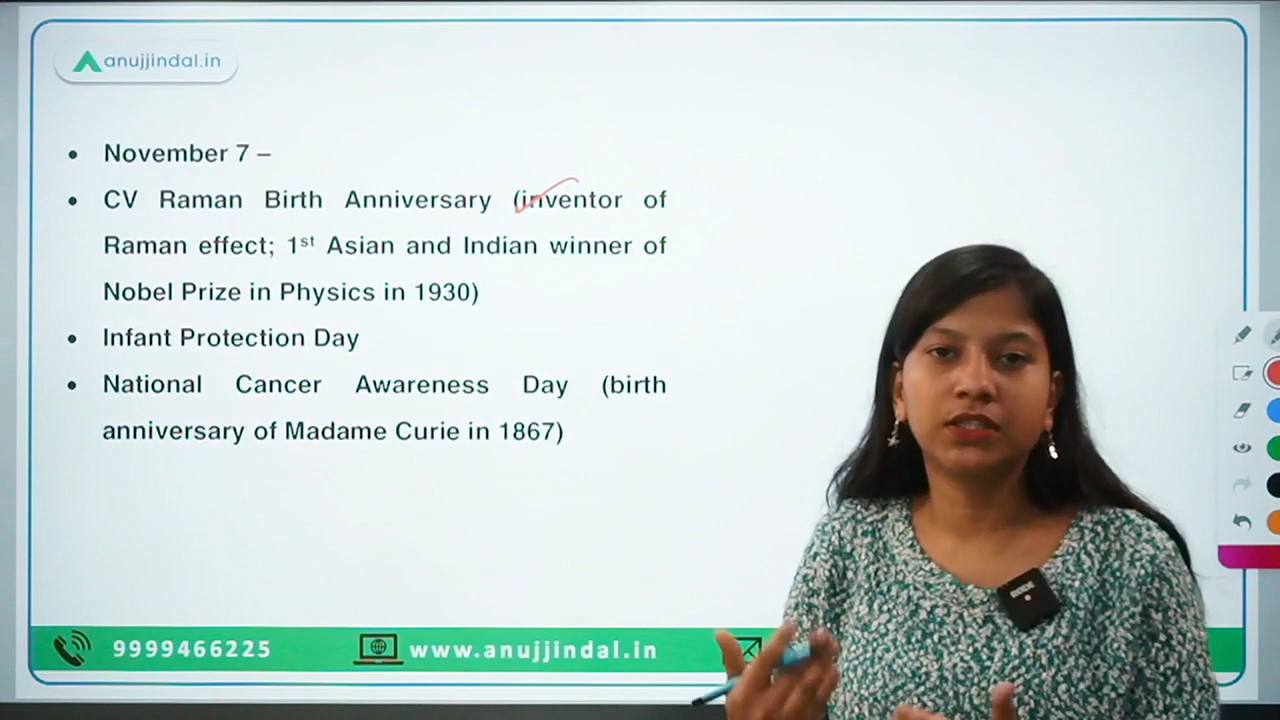 anujjindal.in
November 7 –
CV Raman Birth Anniversary (inventor of
Raman effect; 1st Asian and Indian winner of
Nobel Prize in Physics in 1930)
Infant Protection Day
National Cancer Awareness Day (birth
anniversary of Madame Curie in 1867)
9999466225 www.anujjindal.in